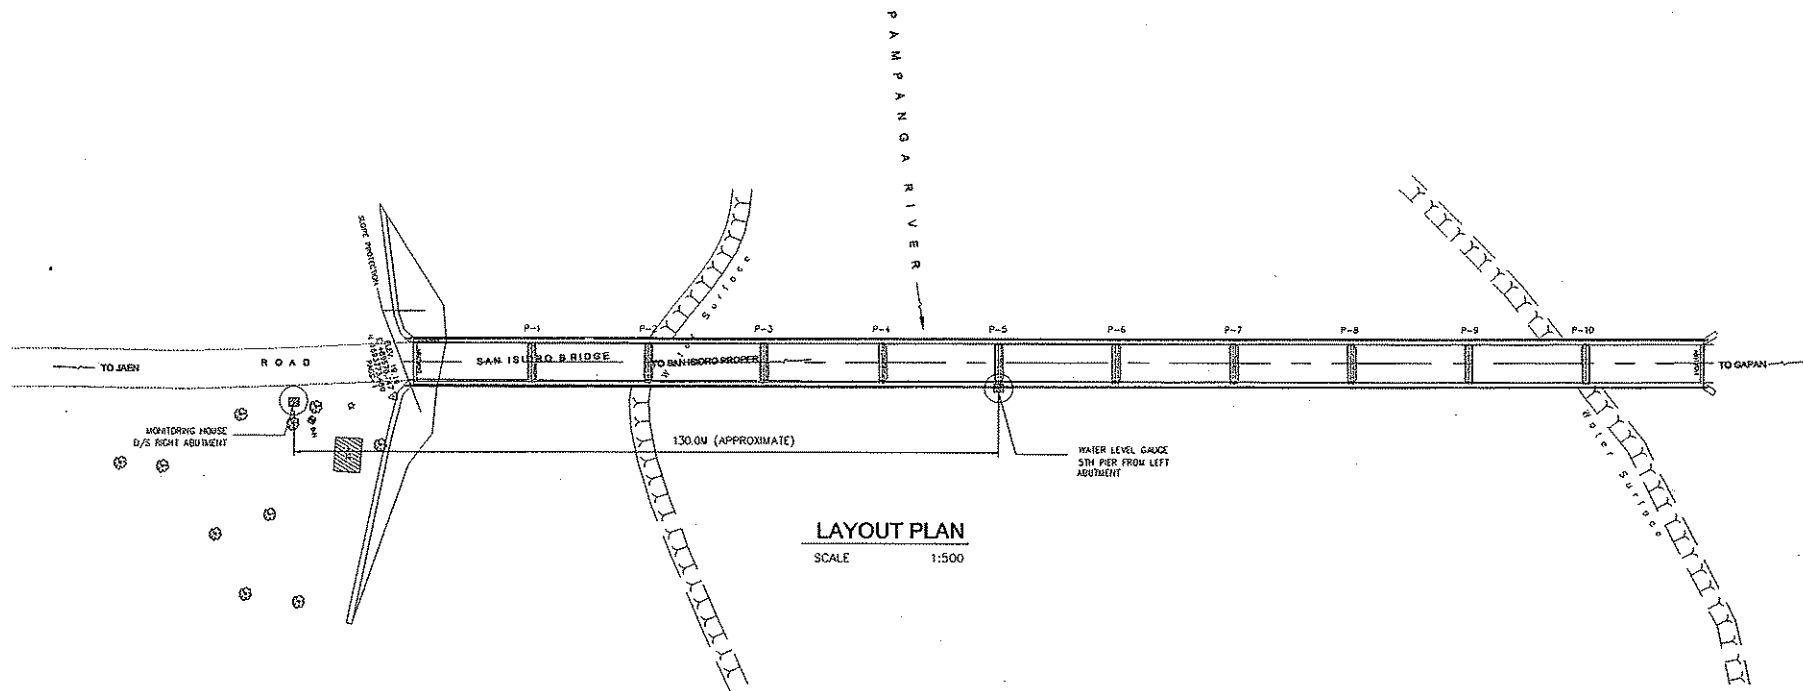 PAMPANGA RIVER
SLOPE PROTECTION
Water Surface
P-1
P-2
P-3
P-4
P-5
P-6
P-7
P-8
P-9
P-10
TO JAEN
ROAD
SAN ISIDRO BRIDGE
TO SAN ISIDRO PROPER
TO GAPAN
MONITORING HOUSE
D/S RIGHT ABUTMENT
130.0M (APPROXIMATE)
WATER LEVEL GAUGE
5TH PIER FROM LEFT
ABUTMENT
Water Surface
LAYOUT PLAN
SCALE 1:500